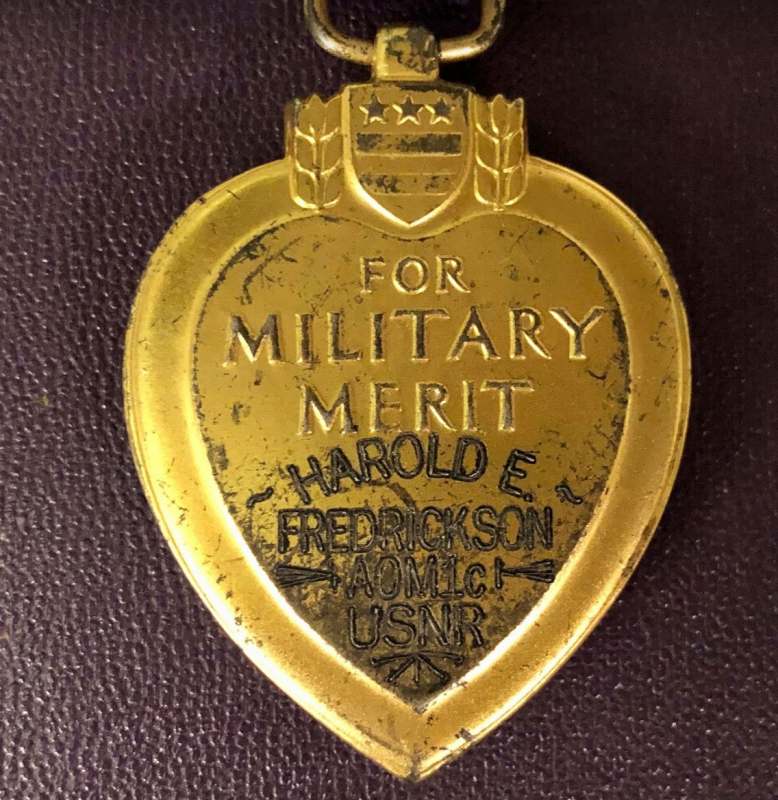 FOR
MILITARY
MERIT
~ HAROLD E. ~
FREDRICKSON
AOM1c
USNR